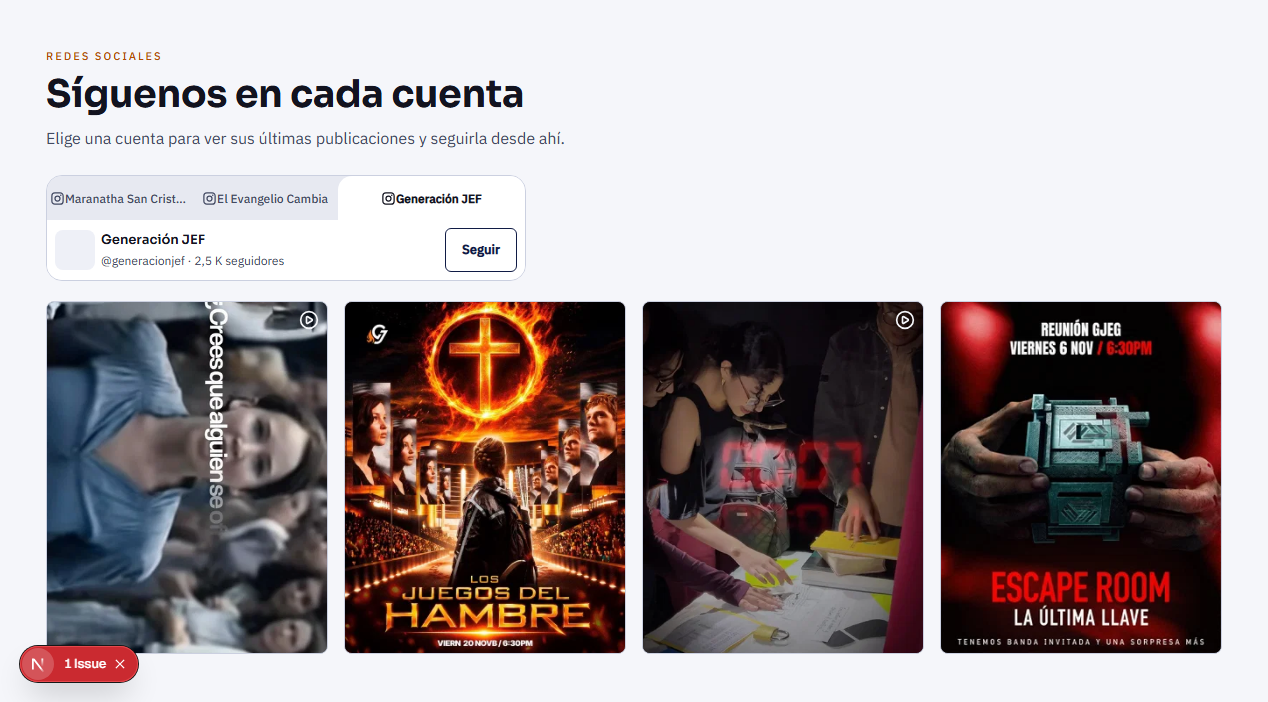 REDES SOCIALES
Síguenos en cada cuenta
Elige una cuenta para ver sus últimas publicaciones y seguirla desde ahí.
Maranatha San Crist...
El Evangelio Cambia
Generación JEF
Generación JEF
@generacionjef · 2,5 K seguidores
Seguir
¿Crees que alguien se of
REUNIÓN GJEG
VIERNES 6 NOV / 6:30PM
00:07
LOS
JUEGOS DEL
HAMBRE
VIERN 20 NOVB / 6:30PM
ESCAPE ROOM
LA ÚLTIMA LLAVE
TENEMOS BANDA INVITADA Y UNA SORPRESA MÁS
N 1 Issue ×